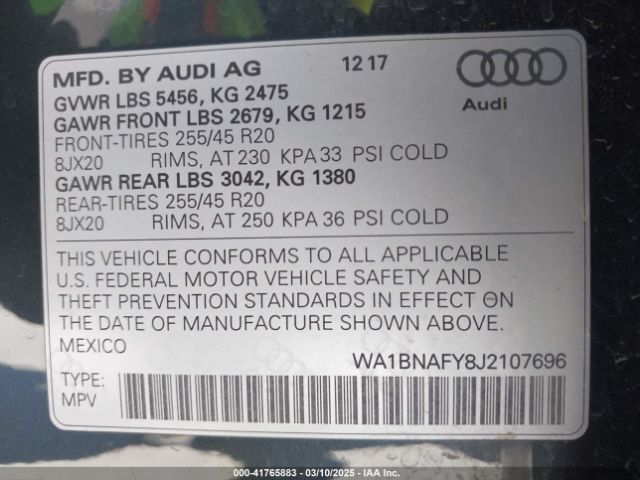 MFD. BY AUDI AG 12 17
GVWR LBS 5456, KG 2475
GAWR FRONT LBS 2679, KG 1215
FRONT-TIRES 255/45 R20
8JX20 RIMS, AT 230 KPA 33 PSI COLD
GAWR REAR LBS 3042, KG 1380
REAR-TIRES 255/45 R20
8JX20 RIMS, AT 250 KPA 36 PSI COLD
Audi
THIS VEHICLE CONFORMS TO ALL APPLICABLE
U.S. FEDERAL MOTOR VEHICLE SAFETY AND
THEFT PREVENTION STANDARDS IN EFFECT ON
THE DATE OF MANUFACTURE SHOWN ABOVE.
MEXICO
WA1BNAFY8J2107696
TYPE:
MPV
000-41765883 — 03/10/2025 — IAA Inc.